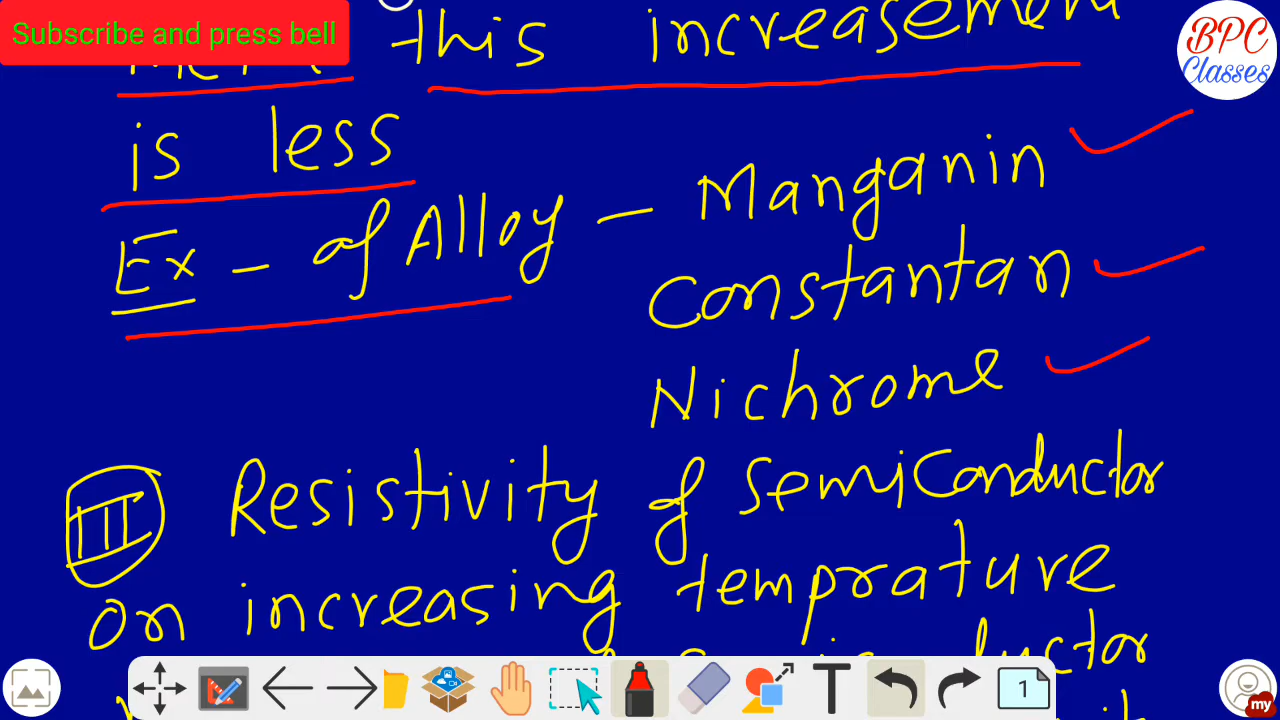 Subscribe and press bell
this increasement
BPC
Classes
is less
Ex - of Alloy - Manganin
Constantan
Nichrome
III Resistivity of semiConductor
on increasing temprature
1
my